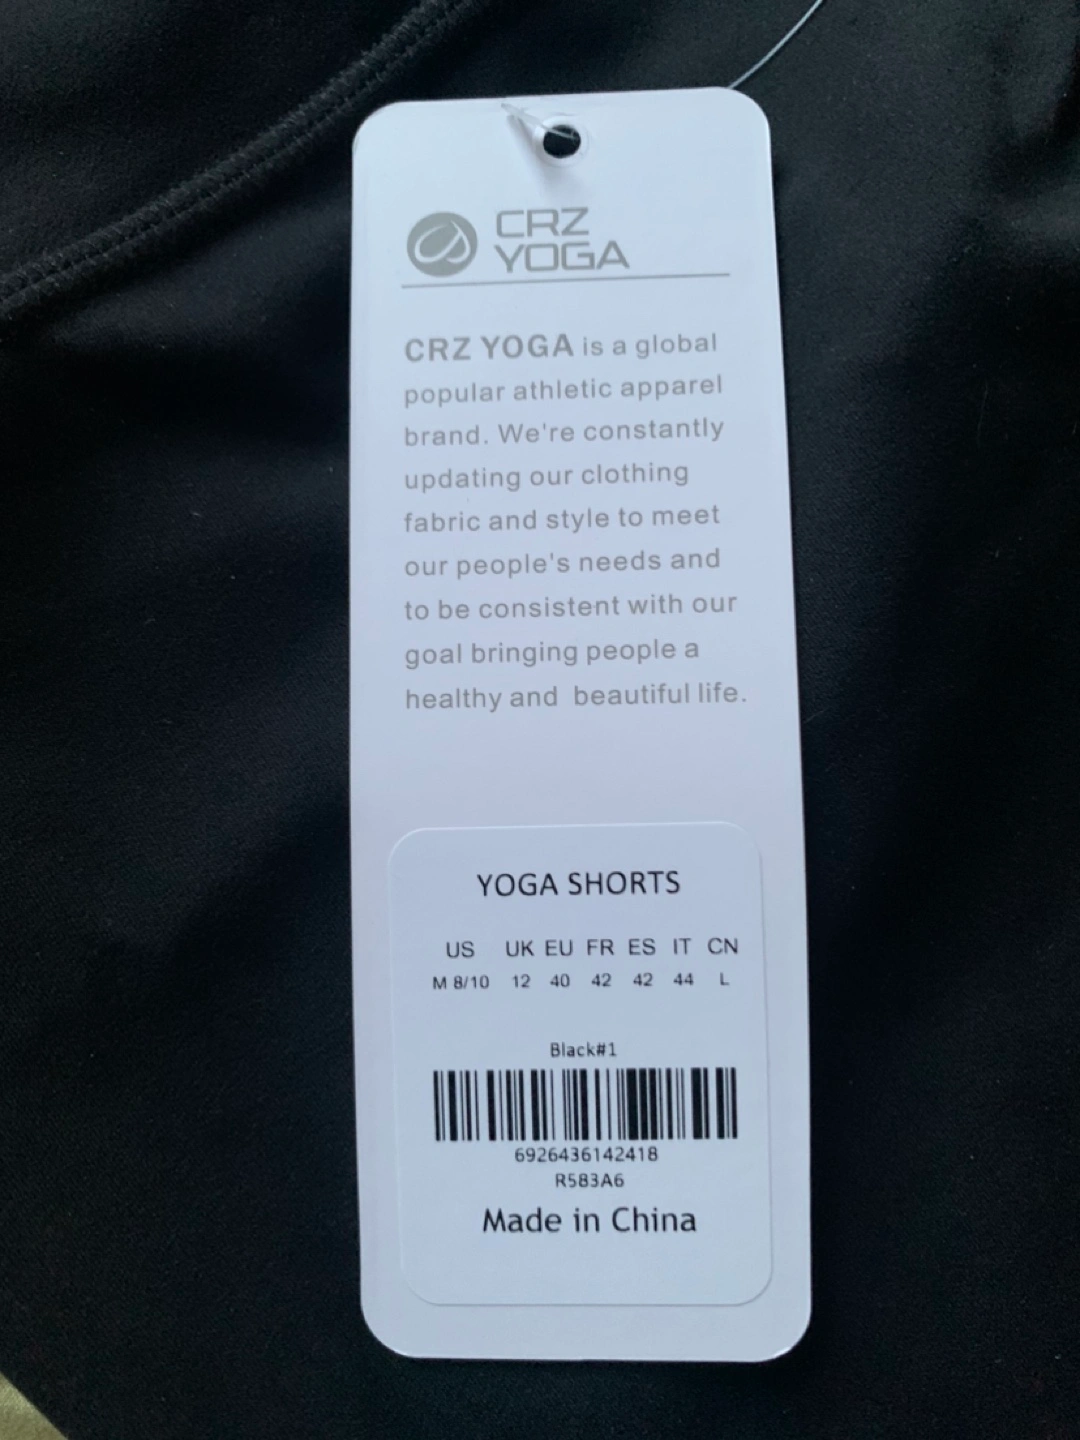 CRZ
YOGA
CRZ YOGA is a global
popular athletic apparel
brand. We're constantly
updating our clothing
fabric and style to meet
our people's needs and
to be consistent with our
goal bringing people a
healthy and  beautiful life.
YOGA SHORTS
US UK EU FR ES IT CN
M 8/10 12 40 42 42 44 L
Black#1
6926436142418
R583A6
Made in China